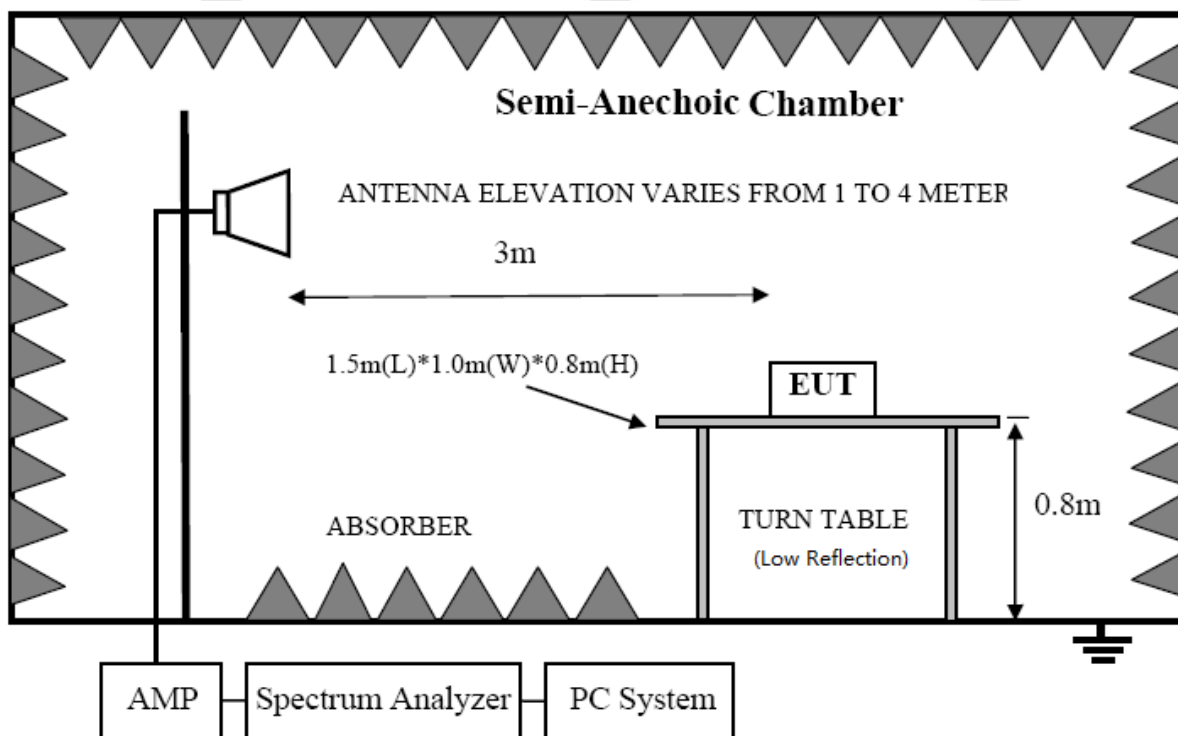 Semi-Anechoic Chamber
ANTENNA ELEVATION VARIES FROM 1 TO 4 METER
3m
1.5m(L)*1.0m(W)*0.8m(H)
EUT
0.8m
ABSORBER
TURN TABLE
(Low Reflection)
AMP
Spectrum Analyzer
PC System